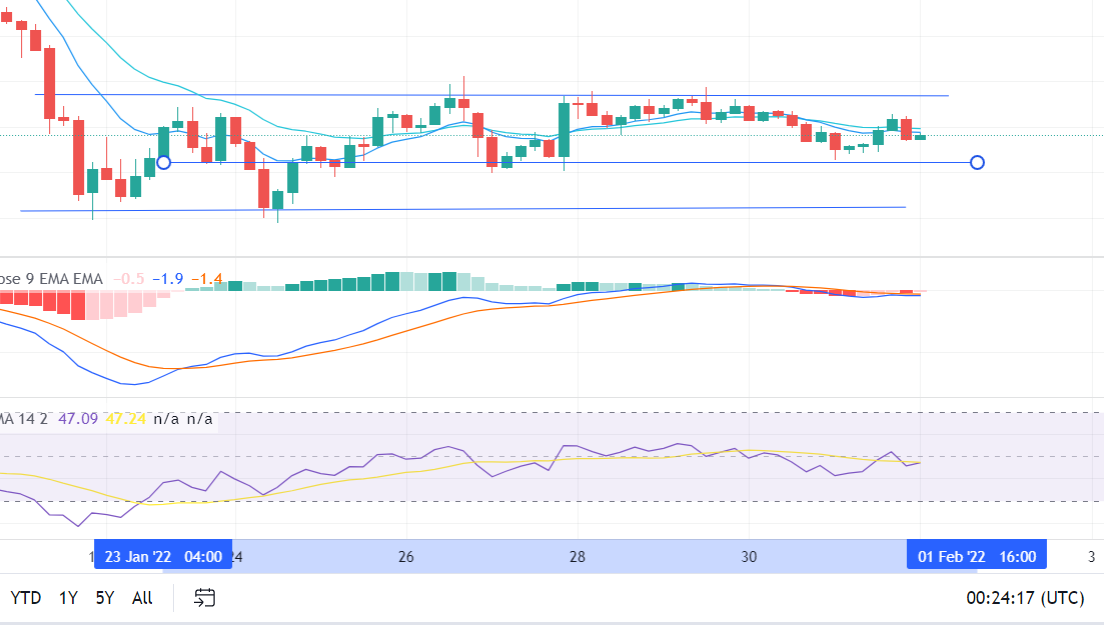 ose 9 EMA EMA −0.5 −1.9 −1.4
MA 14 2 47.09 47.24 n/a n/a
1 23 Jan '22 04:00 24 26 28 30 01 Feb '22 16:00 3
YTD 1Y 5Y All 00:24:17 (UTC)